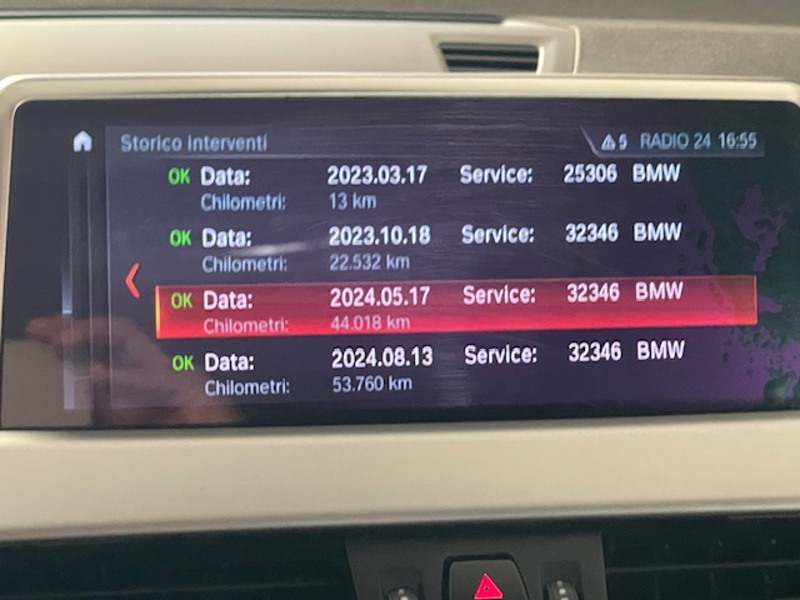 Storico interventi 5 RADIO 24 16:55
OK Data: 2023.03.17 Service: 25306 BMW
Chilometri: 13 km
OK Data: 2023.10.18 Service: 32346 BMW
Chilometri: 22.532 km
OK Data: 2024.05.17 Service: 32346 BMW
Chilometri: 44.018 km
OK Data: 2024.08.13 Service: 32346 BMW
Chilometri: 53.760 km